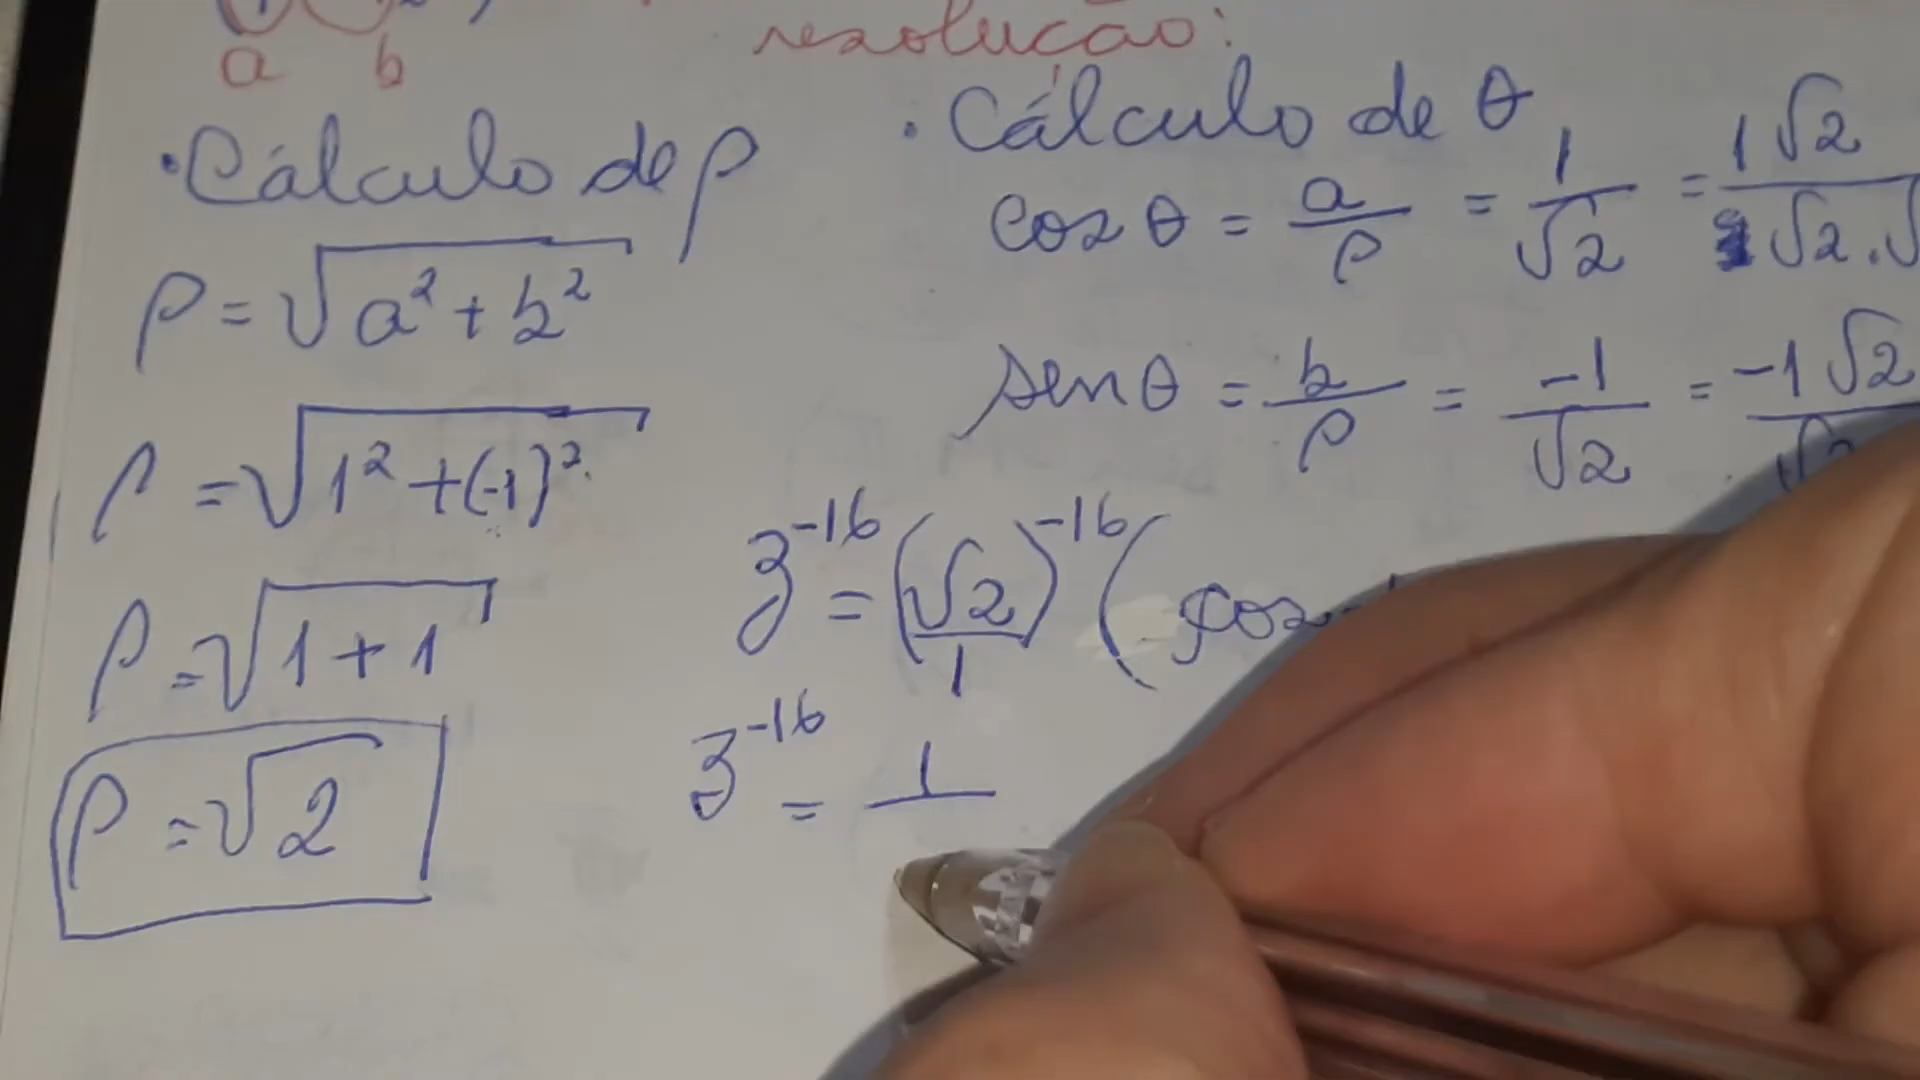 resolução:
a b
• Cálculo de ρ
ρ = √a² + b²
ρ = √1² + (-1)²
ρ = √1 + 1
ρ = √2
• Cálculo de θ
cos θ = a/ρ = 1/√2 = 1√2/√2.√
sen θ = b/ρ = -1/√2 = -1√2/√2
z⁻¹⁶ = (√2/1)⁻¹⁶ (cos
z⁻¹⁶ = 1/